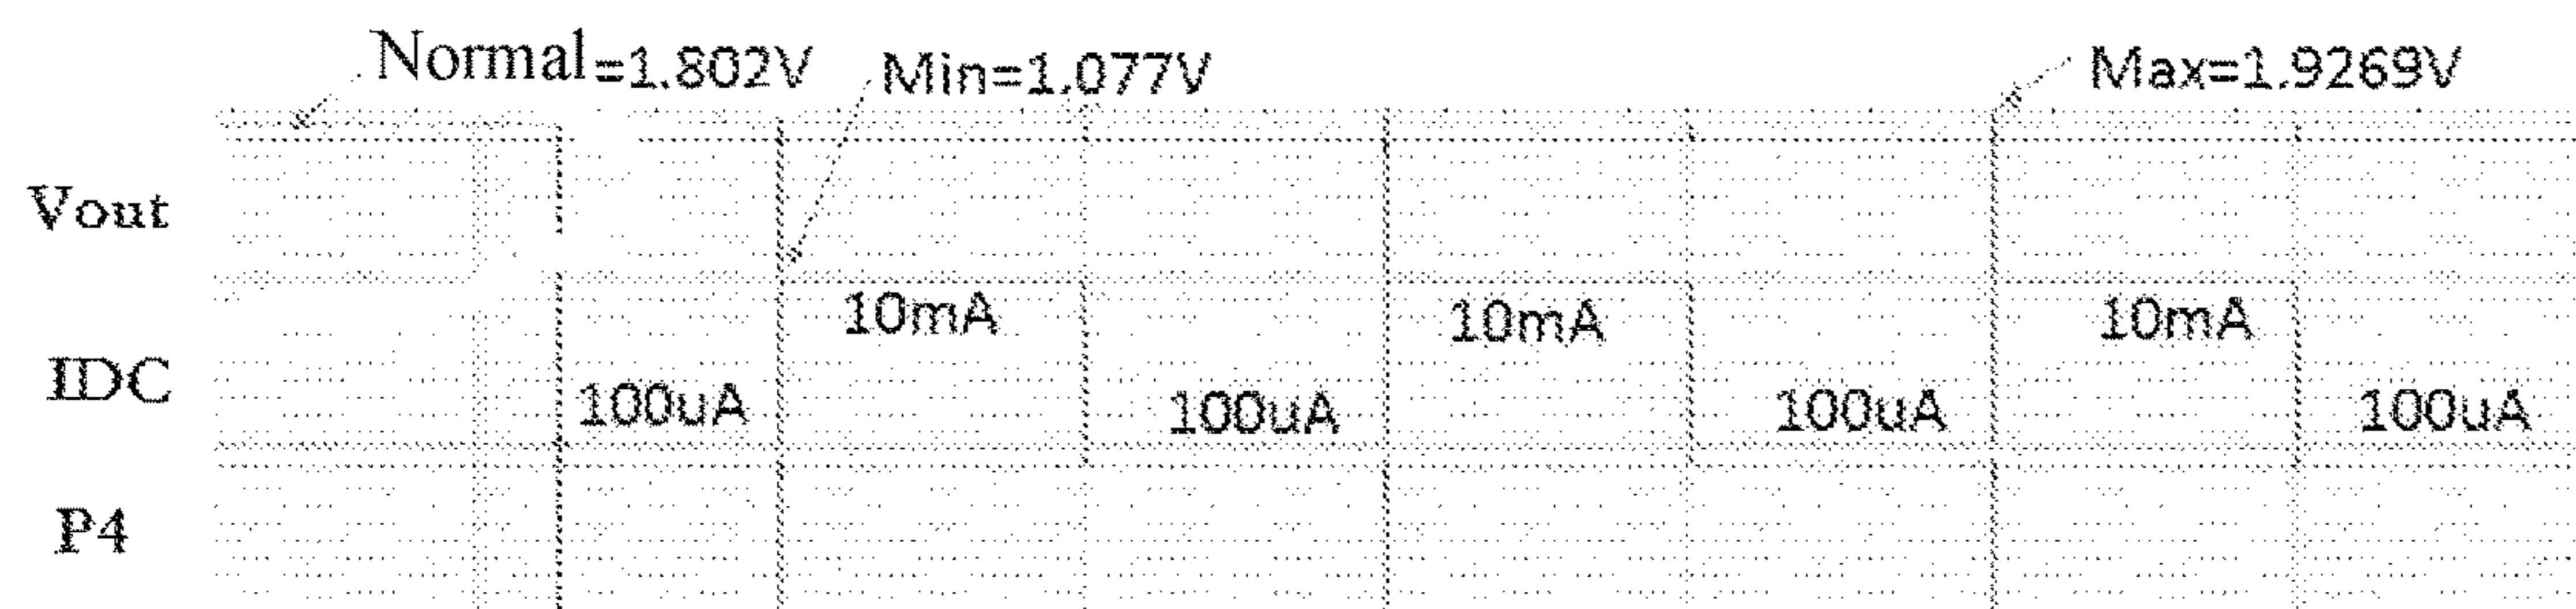 Normal=1.802V Min=1.077V Max=1.9269V
Vout
10mA 10mA 10mA
IDC
100uA 100uA 100uA 100uA
P4